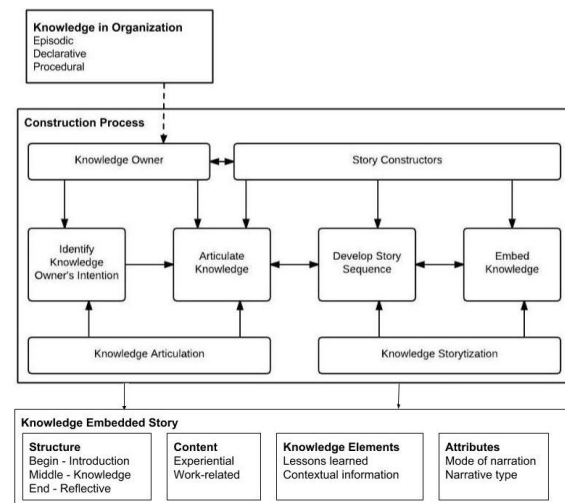 Knowledge in Organization
Episodic
Declarative
Procedural
Construction Process
Knowledge Owner
Story Constructors
Identify
Knowledge
Owner's Intention
Articulate
Knowledge
Develop Story
Sequence
Embed
Knowledge
Knowledge Articulation
Knowledge Storytization
Knowledge Embedded Story
Structure
Begin - Introduction
Middle - Knowledge
End - Reflective
Content
Experiential
Work-related
Knowledge Elements
Lessons learned
Contextual information
Attributes
Mode of narration
Narrative type